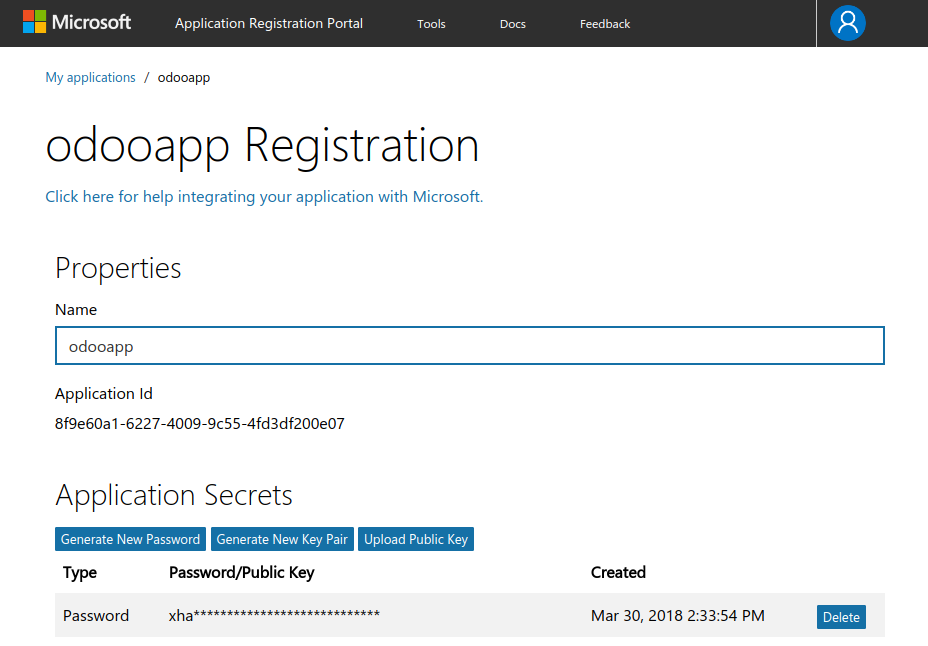 Microsoft Application Registration Portal Tools Docs Feedback
My applications / odooapp
odooapp Registration
Click here for help integrating your application with Microsoft.
Properties
Name
odooapp
Application Id
8f9e60a1-6227-4009-9c55-4fd3df200e07
Application Secrets
Generate New Password Generate New Key Pair Upload Public Key
Type Password/Public Key Created
Password xha**************************** Mar 30, 2018 2:33:54 PM Delete